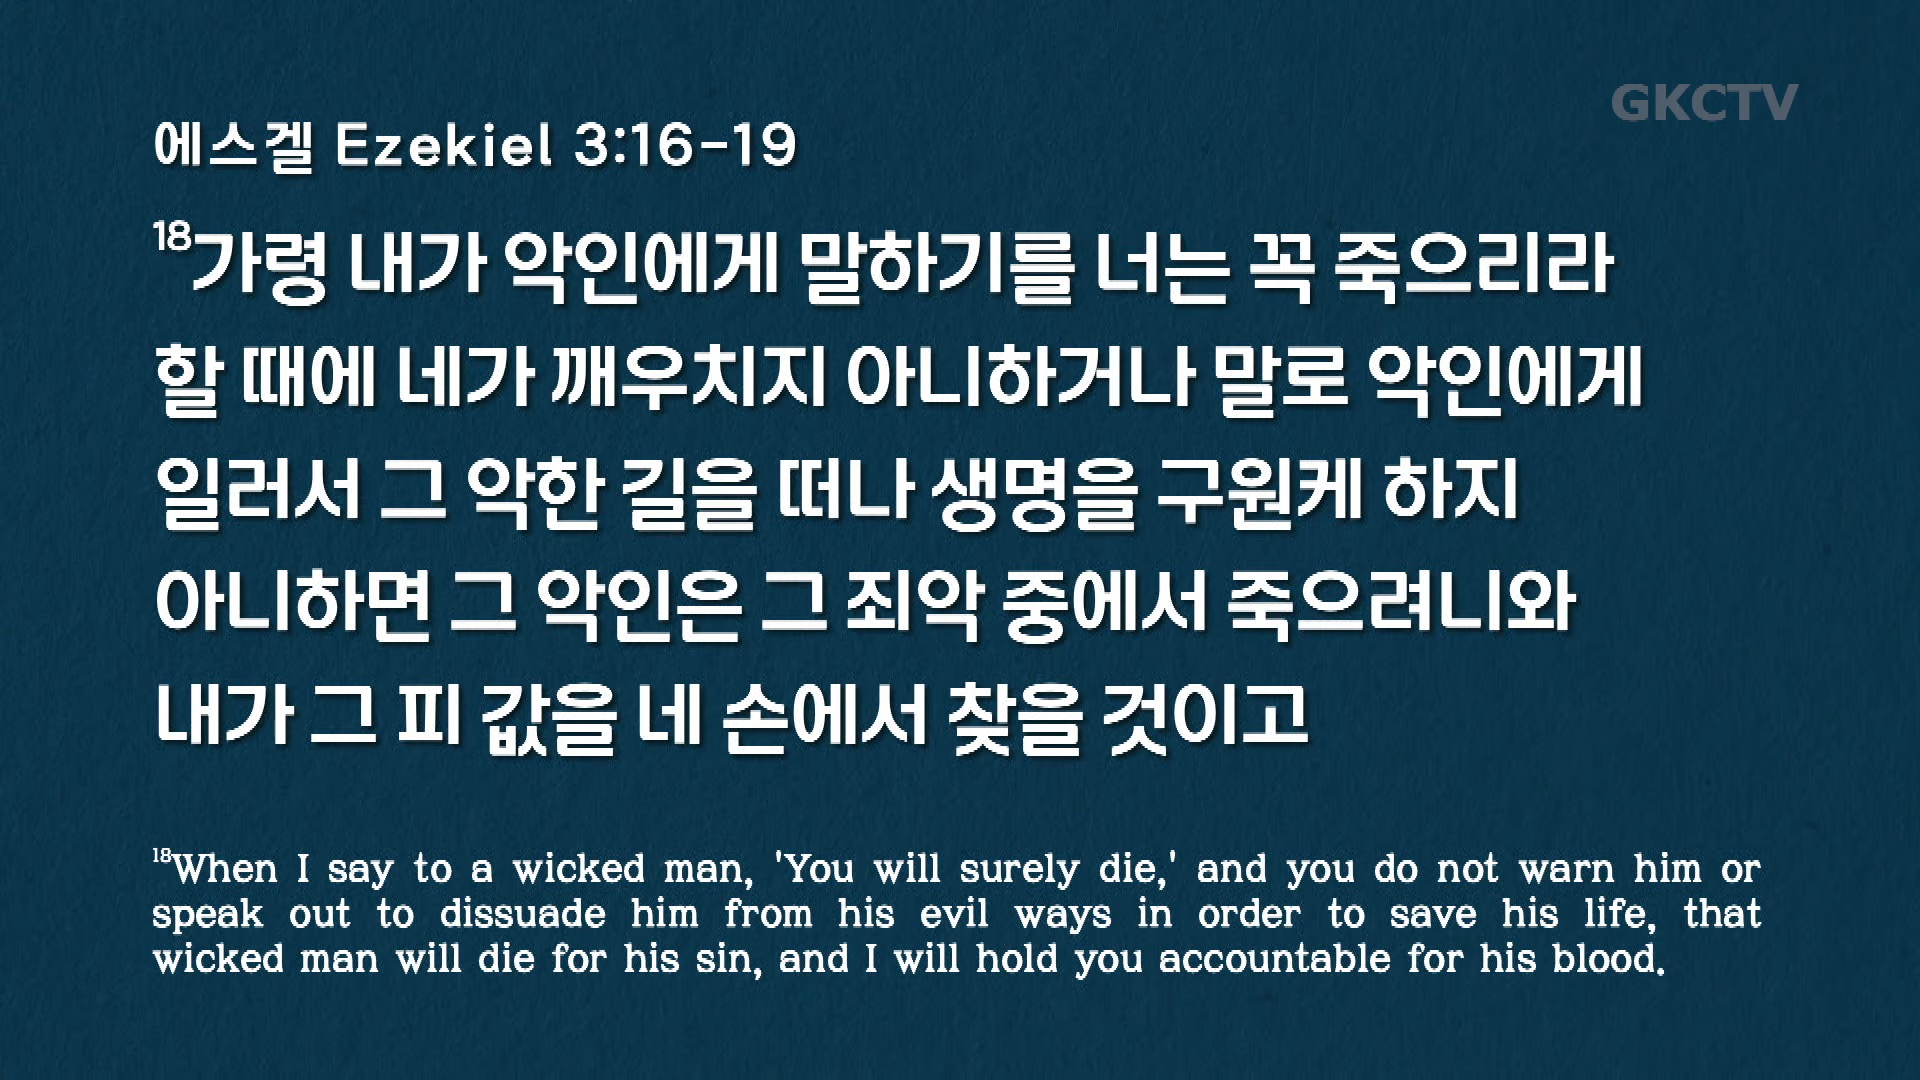 GKCTV
에스겔 Ezekiel 3:16-19
18가령 내가 악인에게 말하기를 너는 꼭 죽으리라
할 때에 네가 깨우치지 아니하거나 말로 악인에게
일러서 그 악한 길을 떠나 생명을 구원케 하지
아니하면 그 악인은 그 죄악 중에서 죽으려니와
내가 그 피 값을 네 손에서 찾을 것이고
18When I say to a wicked man, 'You will surely die,' and you do not warn him or
speak out to dissuade him from his evil ways in order to save his life, that
wicked man will die for his sin, and I will hold you accountable for his blood.